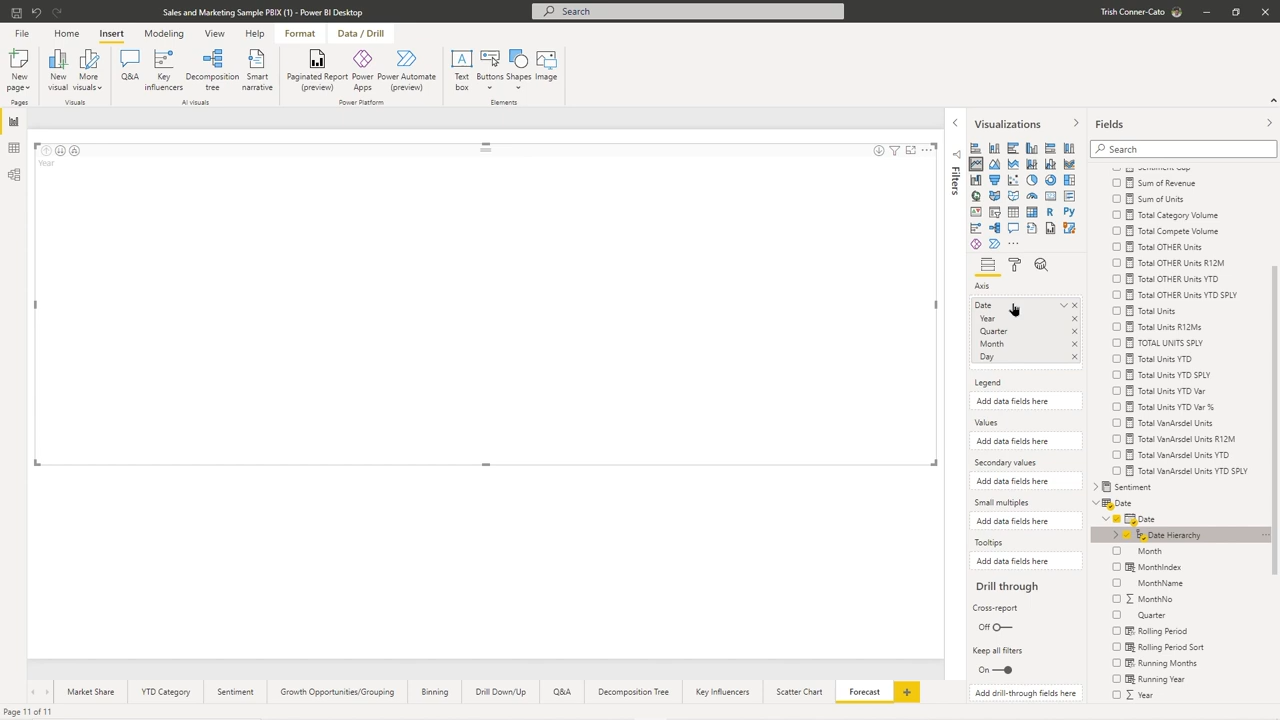 Sales and Marketing Sample PBIX (1) - Power BI Desktop
Search
Trish Conner-Cato
File
Home
Insert
Modeling
View
Help
Format
Data / Drill
New page
New visual
More visuals
Q&A
Key influencers
Decomposition tree
Smart narrative
Paginated Report (preview)
Power Apps
Power Automate (preview)
Text box
Buttons
Shapes
Image
Pages
Visuals
AI visuals
Power Platform
Elements
Year
Filters
Visualizations
R
Py
Axis
Date
Year
Quarter
Month
Day
Legend
Add data fields here
Values
Add data fields here
Secondary values
Add data fields here
Small multiples
Add data fields here
Tooltips
Add data fields here
Drill through
Cross-report
Off
Keep all filters
On
Add drill-through fields here
Fields
Search
Sum of Revenue
Sum of Units
Total Category Volume
Total Compete Volume
Total OTHER Units
Total OTHER Units R12M
Total OTHER Units YTD
Total OTHER Units YTD SPLY
Total Units
Total Units R12Ms
TOTAL UNITS SPLY
Total Units YTD
Total Units YTD SPLY
Total Units YTD Var
Total Units YTD Var %
Total VanArsdel Units
Total VanArsdel Units R12M
Total VanArsdel Units YTD
Total VanArsdel Units YTD SPLY
Sentiment
Date
Date
Date Hierarchy
Month
MonthIndex
MonthName
MonthNo
Quarter
Rolling Period
Rolling Period Sort
Running Months
Running Year
Year
Market Share
YTD Category
Sentiment
Growth Opportunities/Grouping
Binning
Drill Down/Up
Q&A
Decomposition Tree
Key Influencers
Scatter Chart
Forecast
Page 11 of 11